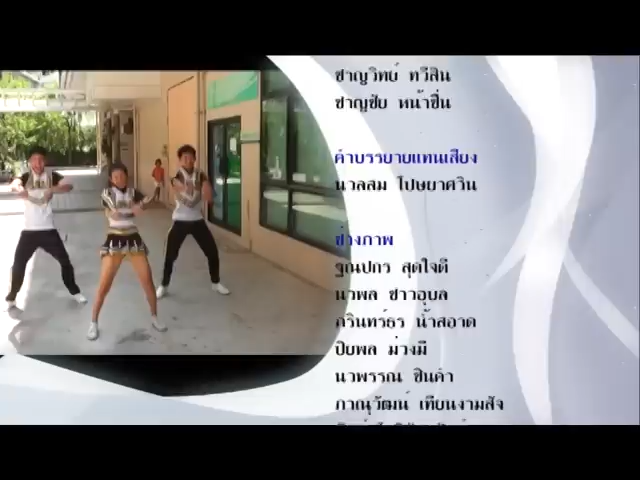 ชาญวิทย์ ทวีสิน
ชาญชัย หน้าชื่น
คำบรรยายแทนเสียง
นวลสม โปษยาศวิน
ช่างภาพ
ฐณปกร สุดใจดี
นวพล ชาวอุบล
ศรินทร์ธร น้ำสอาด
ปิยพล ม่วงมี
นวพรรณ ชินคำ
ภาณุวัฒน์ เทียนงามสัจ